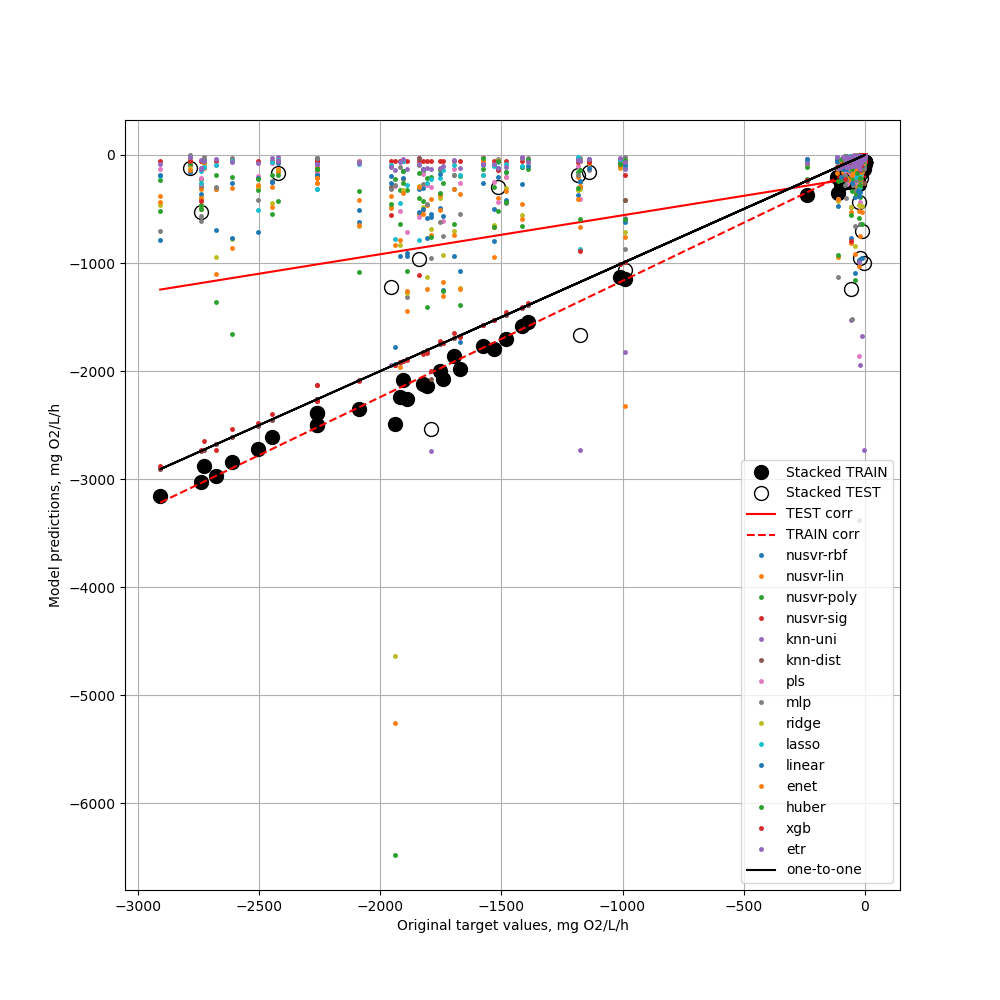 0
−1000
−2000
−3000
−4000
−5000
−6000
Model predictions, mg O2/L/h
−3000 −2500 −2000 −1500 −1000 −500 0
Original target values, mg O2/L/h
Stacked TRAIN
Stacked TEST
TEST corr
TRAIN corr
nusvr-rbf
nusvr-lin
nusvr-poly
nusvr-sig
knn-uni
knn-dist
pls
mlp
ridge
lasso
linear
enet
huber
xgb
etr
one-to-one